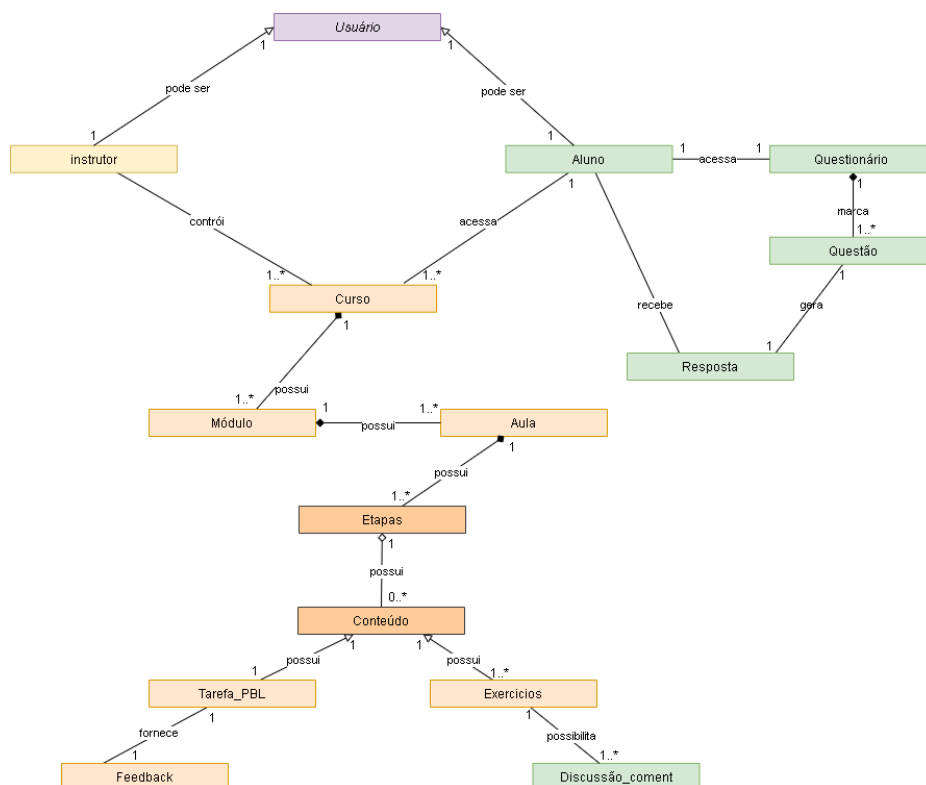 Usuário
1
1
pode ser
pode ser
1
1
instrutor
Aluno
1
acessa
1
Questionário
1
1
marca
contrói
acessa
1..*
Questão
1
1..*
1..*
Curso
1
recebe
gera
1
Resposta
possui
1..*
Módulo
1
possui
1..*
Aula
1
possui
1..*
Etapas
1
possui
0..*
Conteúdo
1
1
possui
possui
1
1..*
Tarefa_PBL
Exercicios
1
1
fornece
possibilita
1
1..*
Feedback
Discussão_coment